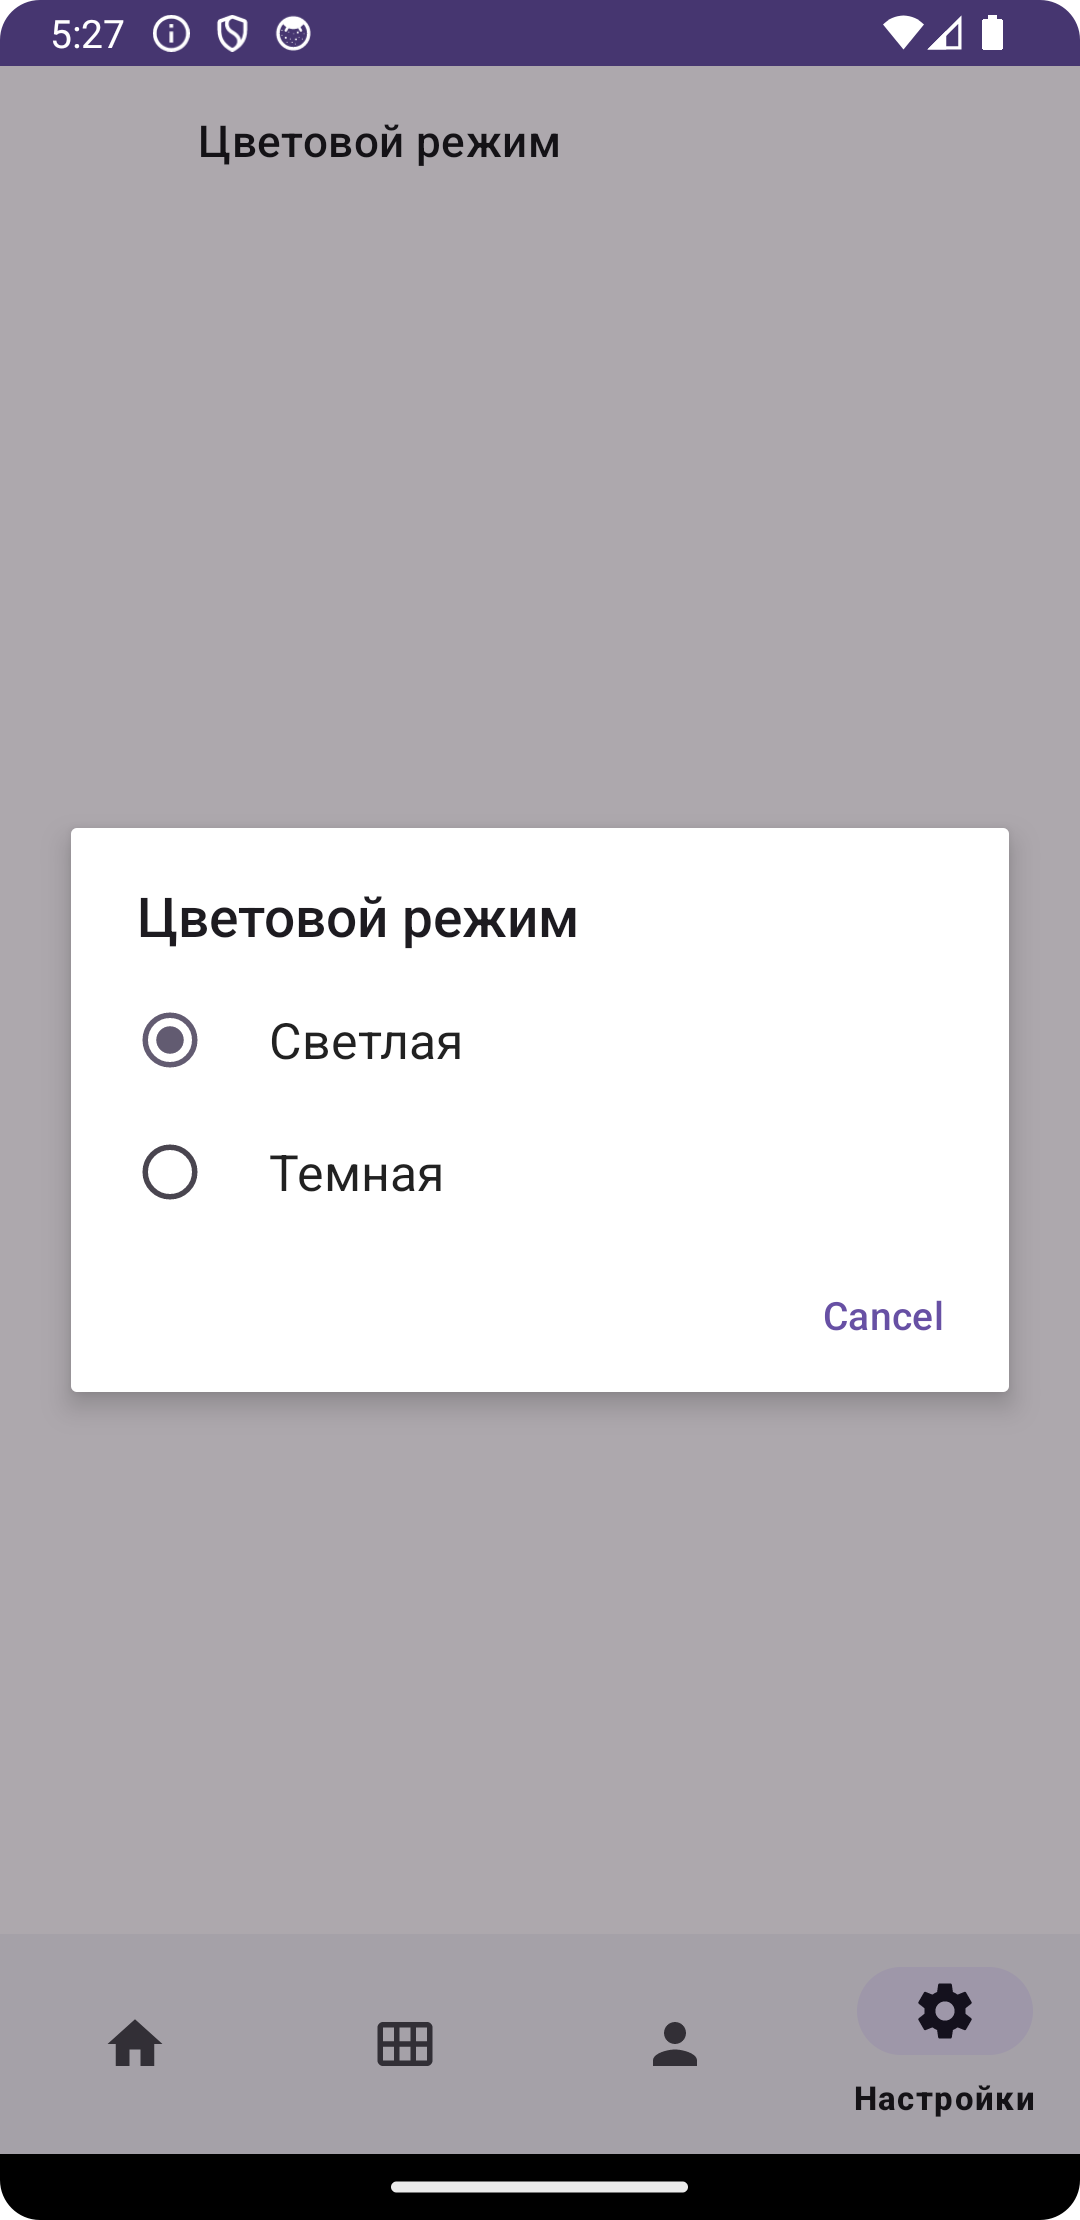 5:27
Цветовой режим
Цветовой режим
Светлая
Темная
Cancel
Настройки